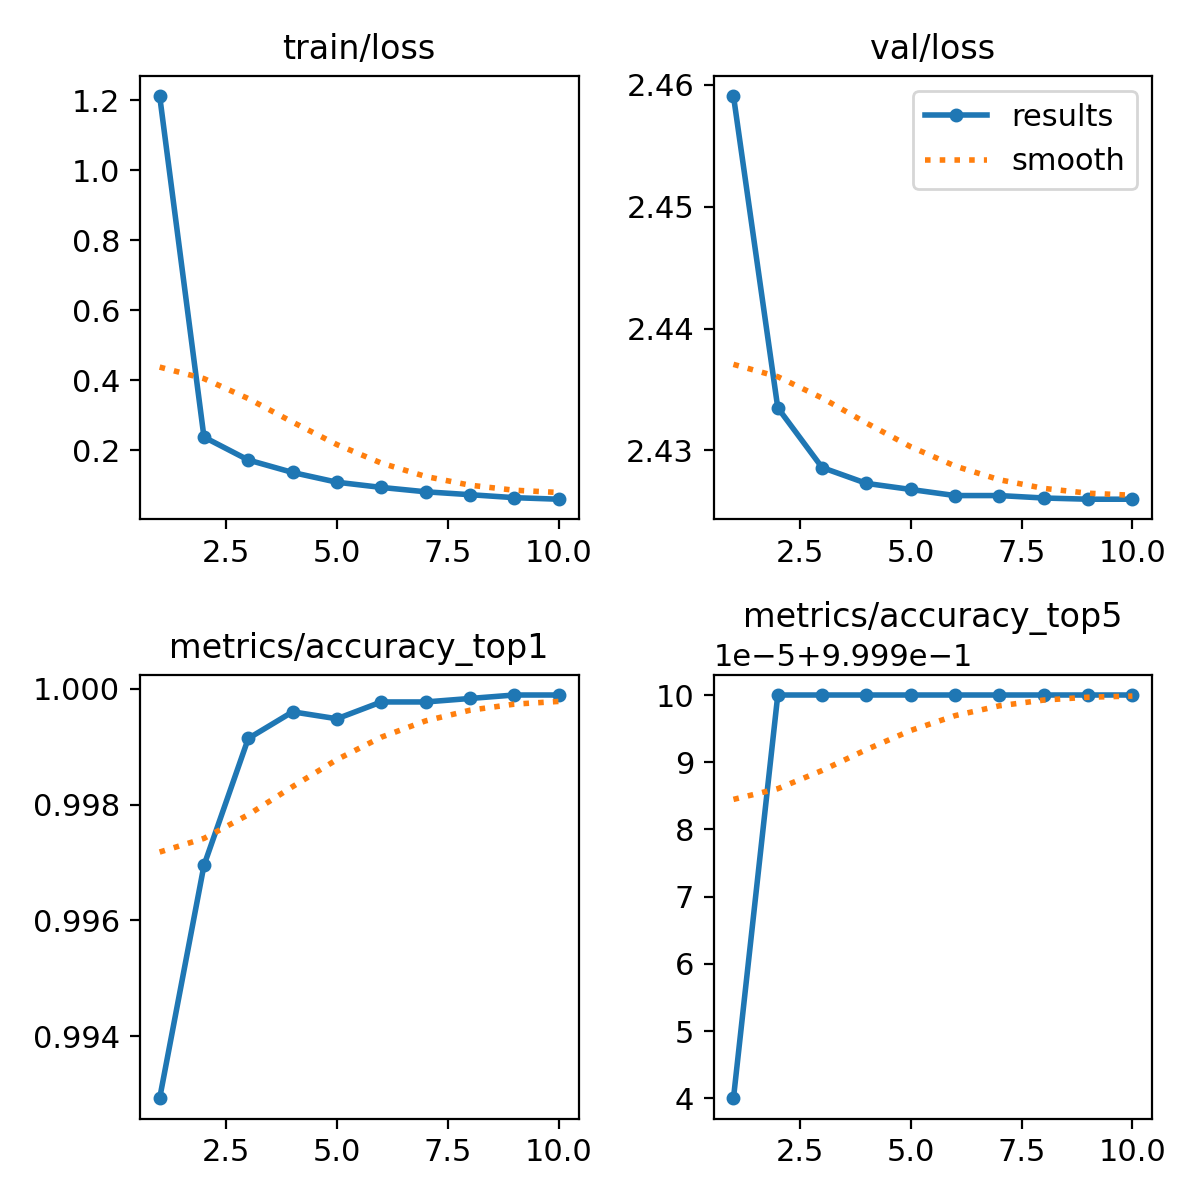 train/loss
1.2
1.0
0.8
0.6
0.4
0.2
2.5 5.0 7.5 10.0
val/loss
2.46
2.45
2.44
2.43
results
smooth
2.5 5.0 7.5 10.0
metrics/accuracy_top1
1.000
0.998
0.996
0.994
2.5 5.0 7.5 10.0
metrics/accuracy_top5
1e−5+9.999e−1
10
9
8
7
6
5
4
2.5 5.0 7.5 10.0